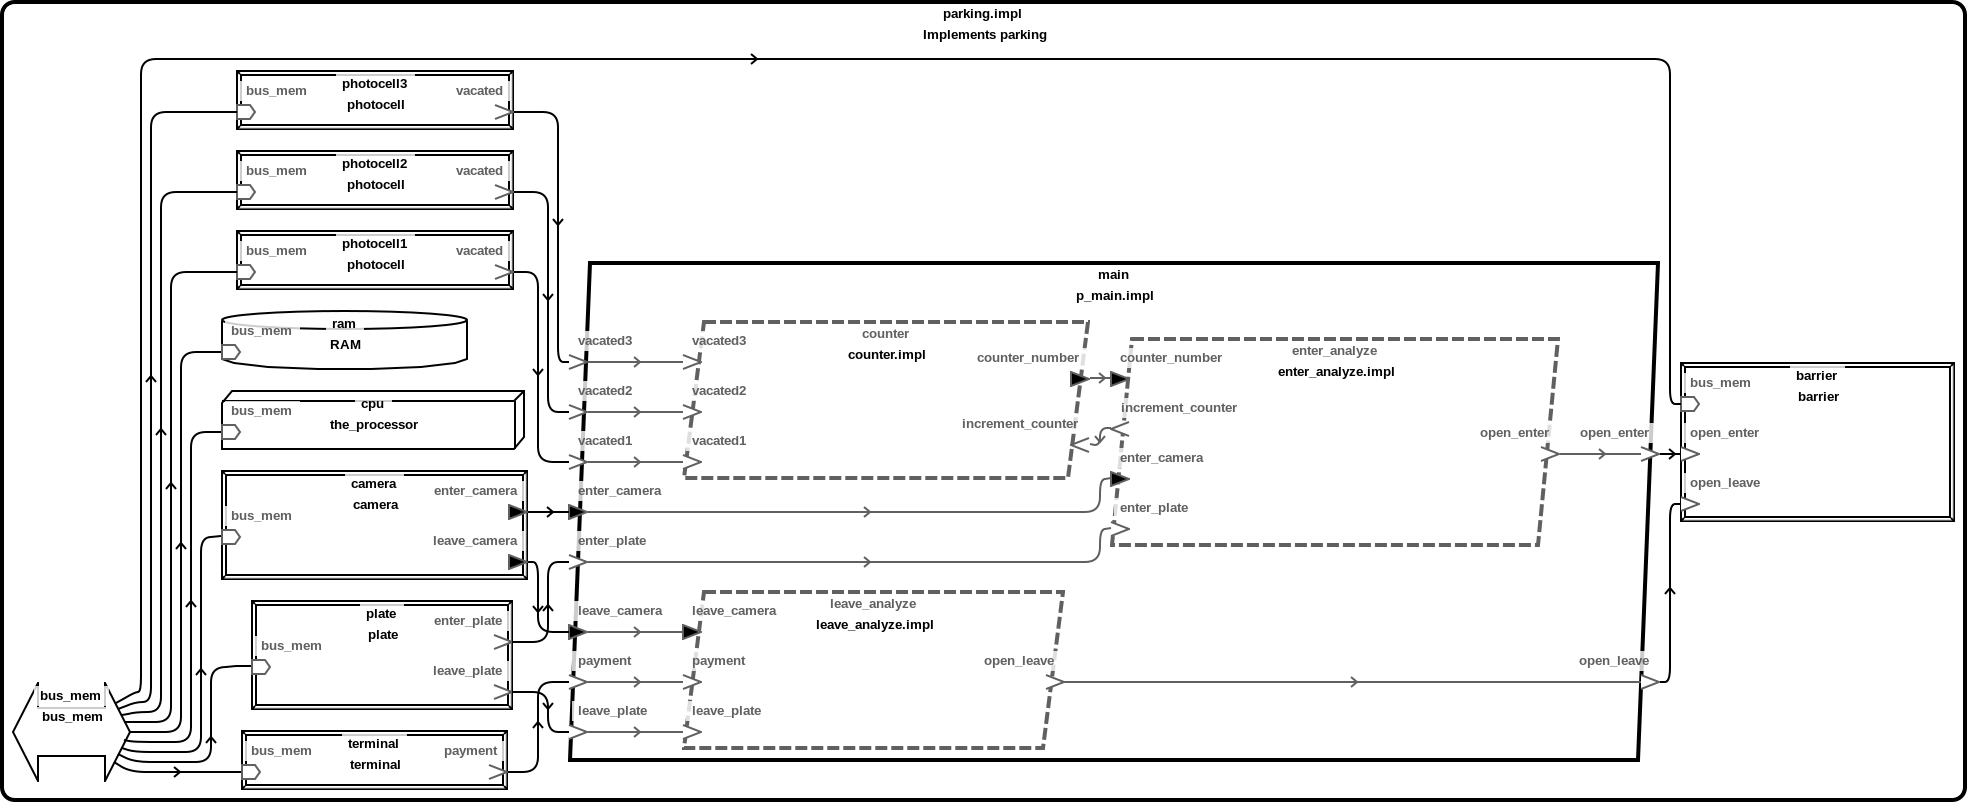 parking.impl
Implements parking
photocell3
bus_mem
vacated
photocell
photocell2
bus_mem
vacated
photocell
photocell1
bus_mem
vacated
photocell
ram
bus_mem
RAM
cpu
bus_mem
the_processor
camera
enter_camera
camera
bus_mem
leave_camera
plate
enter_plate
plate
bus_mem
leave_plate
bus_mem
bus_mem
terminal
bus_mem
payment
terminal
main
p_main.impl
vacated3
vacated2
vacated1
enter_camera
enter_plate
leave_camera
payment
leave_plate
counter
vacated3
counter.impl
counter_number
vacated2
increment_counter
vacated1
enter_analyze
counter_number
enter_analyze.impl
increment_counter
open_enter
enter_camera
enter_plate
leave_analyze
leave_camera
leave_analyze.impl
payment
open_leave
leave_plate
open_enter
open_leave
barrier
bus_mem
barrier
open_enter
open_leave